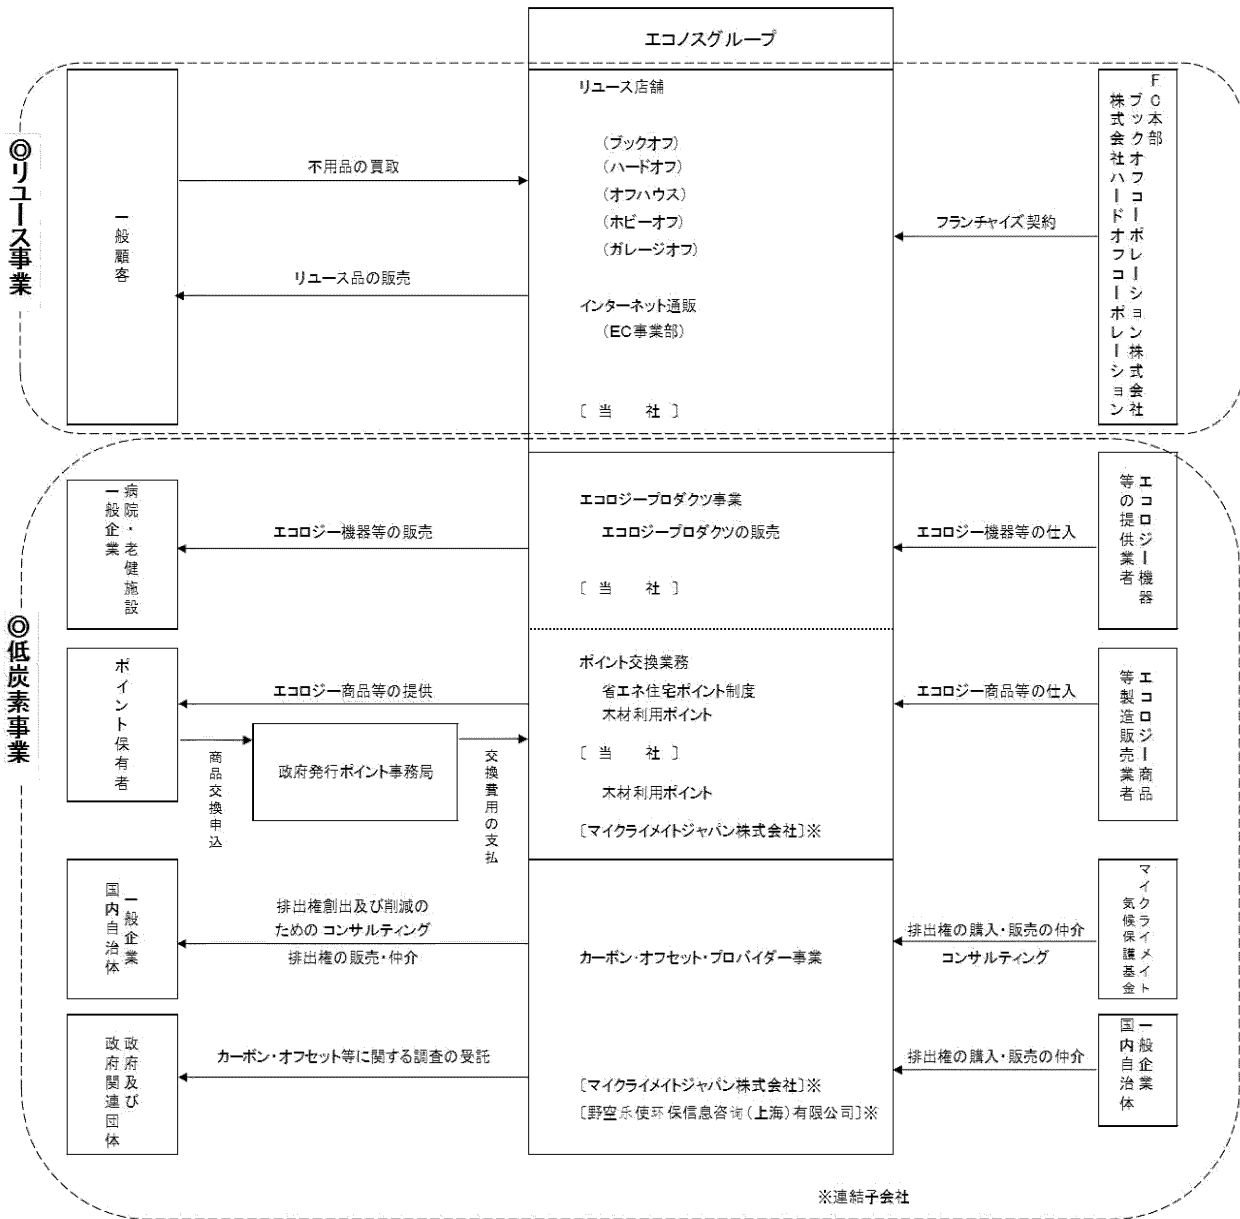 エコノスグループ
◎リユース事業
一般顧客
不用品の買取
リユース品の販売
リユース店舗
(ブックオフ)
(ハードオフ)
(オフハウス)
(ホビーオフ)
(ガレージオフ)
インターネット通販
(EC事業部)
〔当 社〕
フランチャイズ契約
FC本部
ブックオフコーポレーション株式会社
株式会社ハードオフコーポレーション
◎低炭素事業
病院・老健施設
一般企業
エコロジー機器等の販売
エコロジープロダクツ事業
エコロジープロダクツの販売
〔当 社〕
エコロジー機器等の仕入
エコロジー機器
等の提供業者
ポイント保有者
エコロジー商品等の提供
商品交換申込
政府発行ポイント事務局
交換費用の支払
ポイント交換業務
省エネ住宅ポイント制度
木材利用ポイント
〔当 社〕
木材利用ポイント
〔マイクライメイトジャパン株式会社〕※
エコロジー商品等の仕入
エコロジー商品
等製造販売業者
一般企業
国内自治体
排出権創出及び削減の
ためのコンサルティング
排出権の販売・仲介
カーボン・オフセット・プロバイダー事業
排出権の購入・販売の仲介
コンサルティング
マイクライメイト
気候保護基金
政府及び
政府関連団体
カーボン・オフセット等に関する調査の受託
〔マイクライメイトジャパン株式会社〕※
〔野空乐使环保信息咨询(上海)有限公司〕※
排出権の購入・販売の仲介
一般企業
国内自治体
※連結子会社